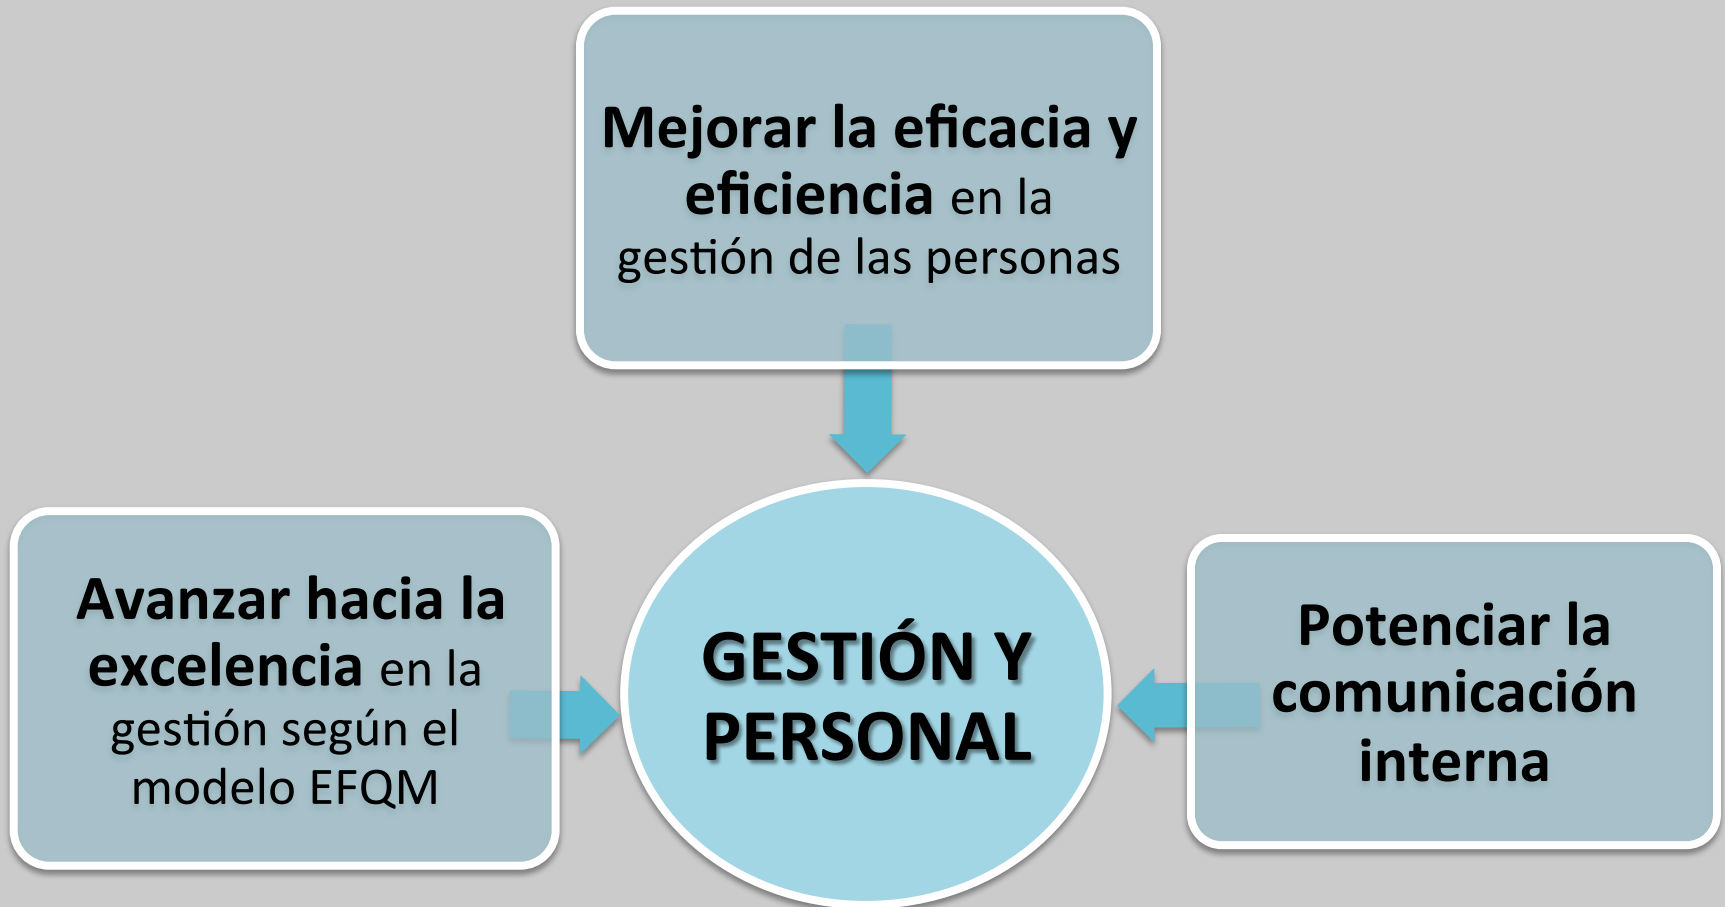 Mejorar la eficacia y
eficiencia en la
gestión de las personas
Avanzar hacia la
excelencia en la
gestión según el
modelo EFQM
GESTIÓN Y
PERSONAL
Potenciar la
comunicación
interna